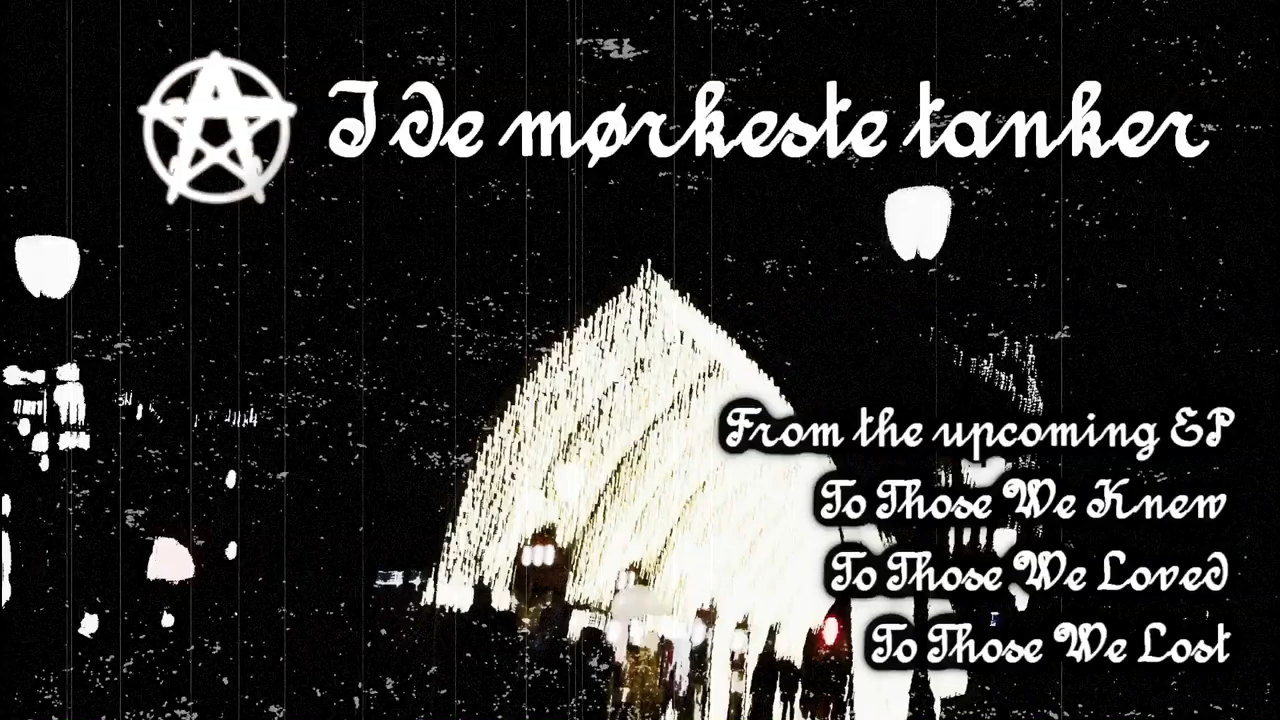 I de mørkeste tanker
From the upcoming EP
To Those We Knew
To Those We Loved
To Those We Lost